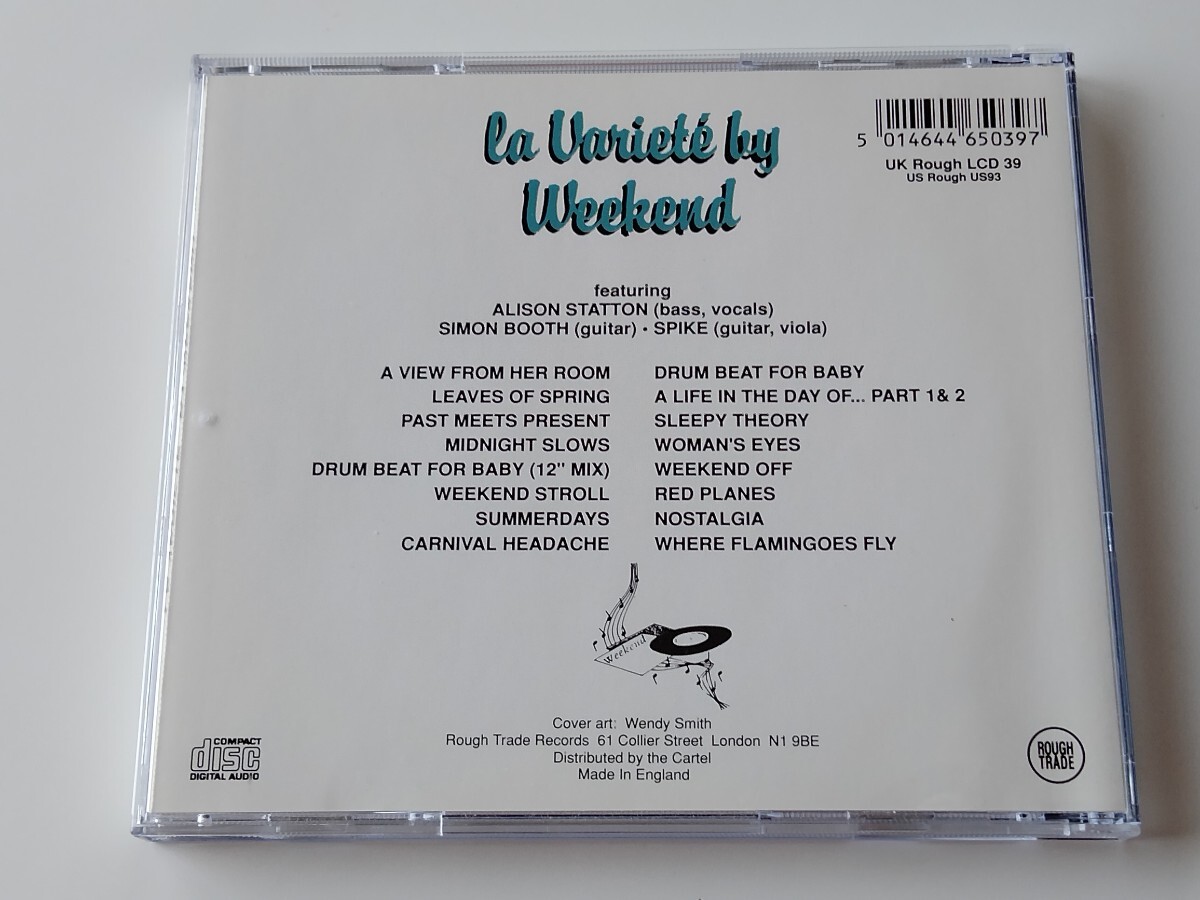 la Varieté by
Weekend
5 014644 650397
UK Rough LCD 39
US Rough US93
featuring
ALISON STATTON (bass, vocals)
SIMON BOOTH (guitar) • SPIKE (guitar, viola)
A VIEW FROM HER ROOM
LEAVES OF SPRING
PAST MEETS PRESENT
MIDNIGHT SLOWS
DRUM BEAT FOR BABY (12" MIX)
WEEKEND STROLL
SUMMERDAYS
CARNIVAL HEADACHE
DRUM BEAT FOR BABY
A LIFE IN THE DAY OF... PART 1& 2
SLEEPY THEORY
WOMAN'S EYES
WEEKEND OFF
RED PLANES
NOSTALGIA
WHERE FLAMINGOES FLY
Weekend
Cover art: Wendy Smith
Rough Trade Records 61 Collier Street London N1 9BE
Distributed by the Cartel
Made In England
COMPACT
disc
DIGITAL AUDIO
ROUGH
TRADE